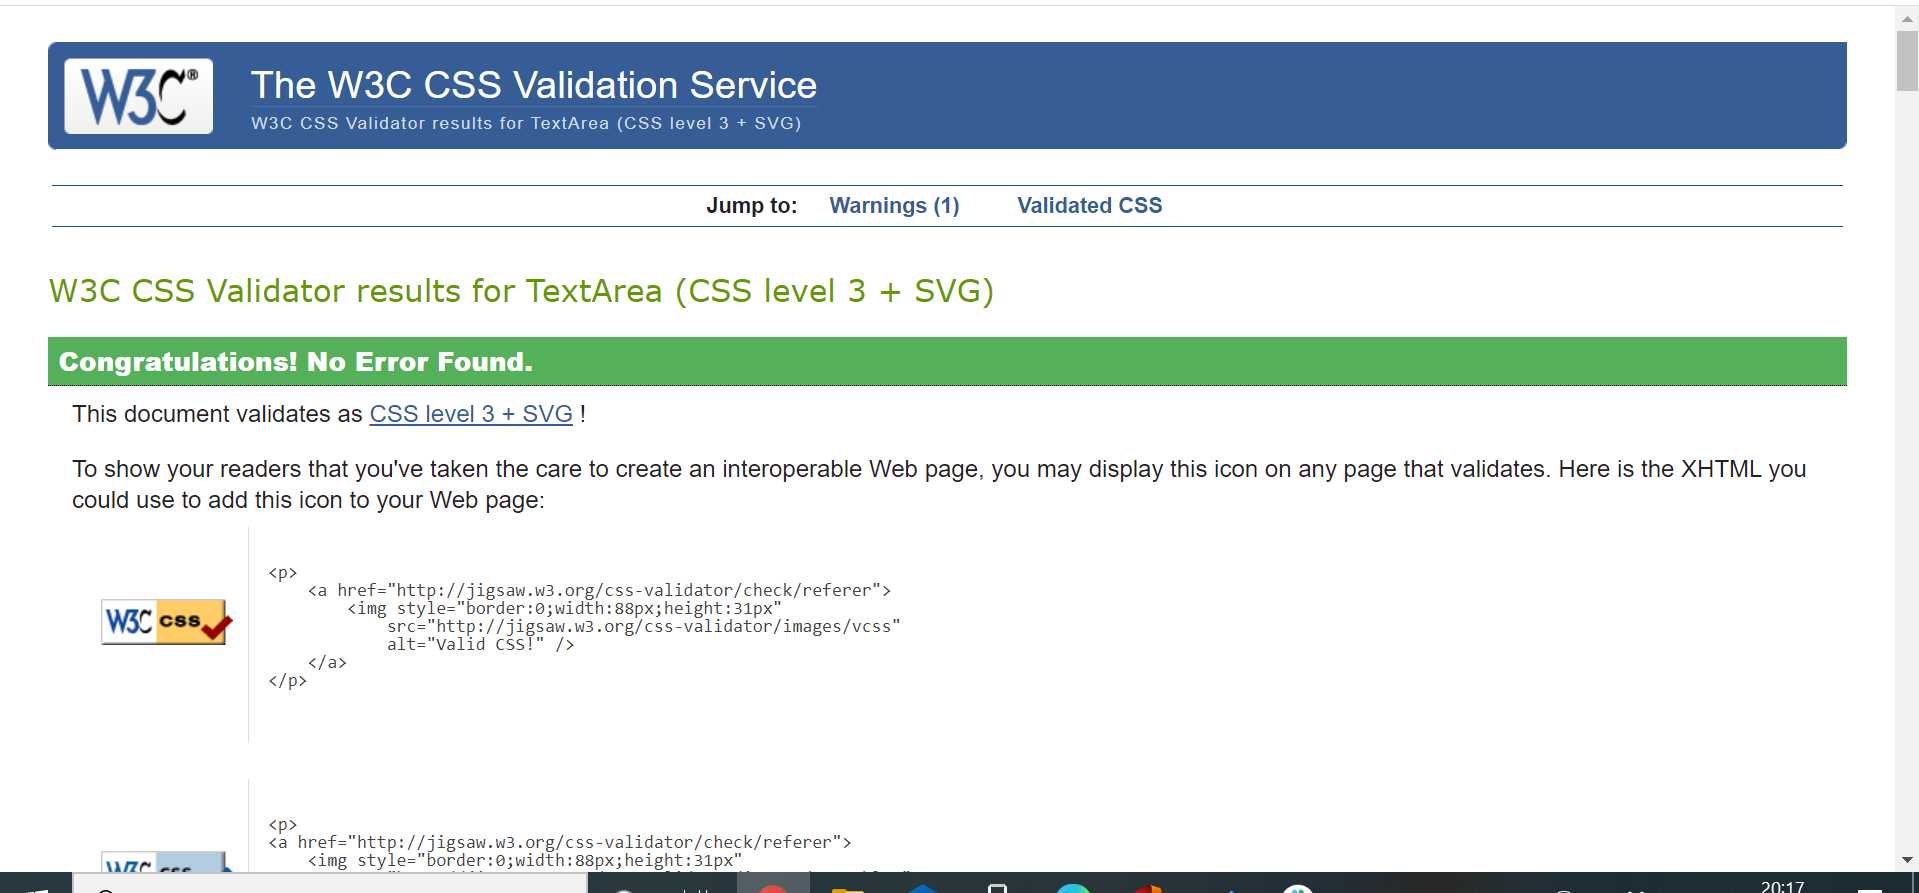 W3C®
The W3C CSS Validation Service
W3C CSS Validator results for TextArea (CSS level 3 + SVG)
Jump to: Warnings (1) Validated CSS
W3C CSS Validator results for TextArea (CSS level 3 + SVG)
Congratulations! No Error Found.
This document validates as CSS level 3 + SVG !
To show your readers that you've taken the care to create an interoperable Web page, you may display this icon on any page that validates. Here is the XHTML you
could use to add this icon to your Web page:
W3C css
<p>
<a href="http://jigsaw.w3.org/css-validator/check/referer">
<img style="border:0;width:88px;height:31px"
src="http://jigsaw.w3.org/css-validator/images/vcss"
alt="Valid CSS!" />
</a>
</p>
W3C css
<p>
<a href="http://jigsaw.w3.org/css-validator/check/referer">
<img style="border:0;width:88px;height:31px"
20:17